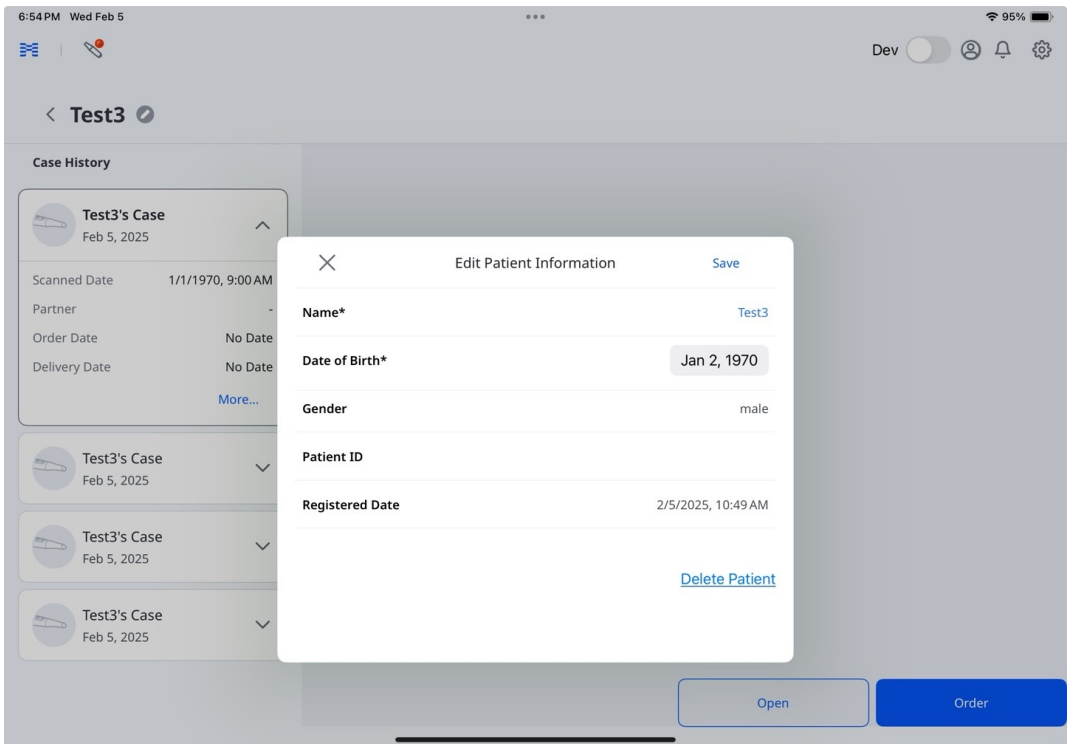 6:54 PM Wed Feb 5
95%
Dev
Test3
Case History
Test3's Case
Feb 5, 2025
Scanned Date 1/1/1970, 9:00 AM
Partner -
Order Date No Date
Delivery Date No Date
More...
Test3's Case
Feb 5, 2025
Test3's Case
Feb 5, 2025
Test3's Case
Feb 5, 2025
Edit Patient Information Save
Name* Test3
Date of Birth* Jan 2, 1970
Gender male
Patient ID
Registered Date 2/5/2025, 10:49 AM
Delete Patient
Open
Order